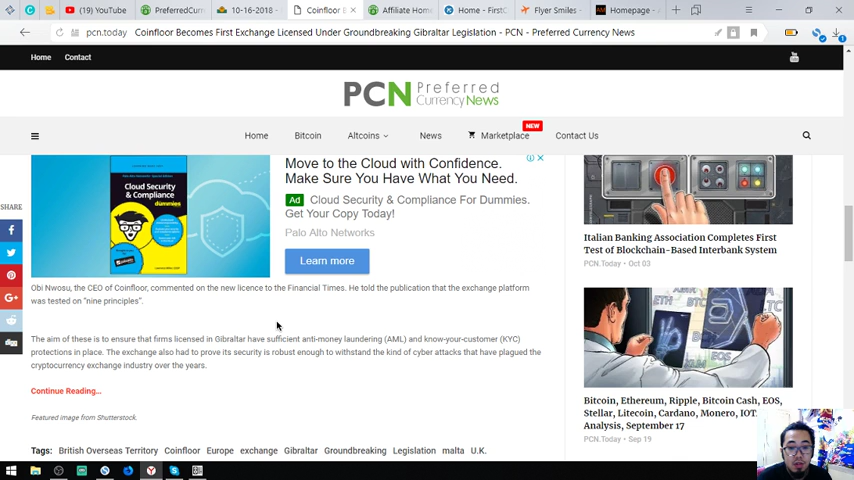 (19) YouTube
PreferredCurr
10-16-2018 -
Coinfloor B
Affiliate Hom
Home - FirstC
Flyer Smiles -
Homepage -
pcn.today
Coinfloor Becomes First Exchange Licensed Under Groundbreaking Gibraltar Legislation - PCN - Preferred Currency News
Home
Contact
PCN Preferred
Currency News
Home
Bitcoin
Altcoins
News
Marketplace
NEW
Contact Us
SHARE
Cloud Security
& Compliance
dummies
Move to the Cloud with Confidence.
Make Sure You Have What You Need.
Ad Cloud Security & Compliance For Dummies.
Get Your Copy Today!
Palo Alto Networks
Learn more
Obi Nwosu, the CEO of Coinfloor, commented on the new licence to the Financial Times. He told the publication that the exchange platform
was tested on "nine principles".
The aim of these is to ensure that firms licensed in Gibraltar have sufficient anti-money laundering (AML) and know-your-customer (KYC)
protections in place. The exchange also had to prove its security is robust enough to withstand the kind of cyber attacks that have plagued the
cryptocurrency exchange industry over the years.
Continue Reading...
Featured image from Shutterstock.
Tags: British Overseas Territory Coinfloor Europe exchange Gibraltar Groundbreaking Legislation malta U.K.
Italian Banking Association Completes First
Test of Blockchain-Based Interbank System
PCN.Today - Oct 03
BTC
ETH
Bitcoin, Ethereum, Ripple, Bitcoin Cash, EOS,
Stellar, Litecoin, Cardano, Monero, IOT
Analysis, September 17
PCN.Today - Sep 19
digg